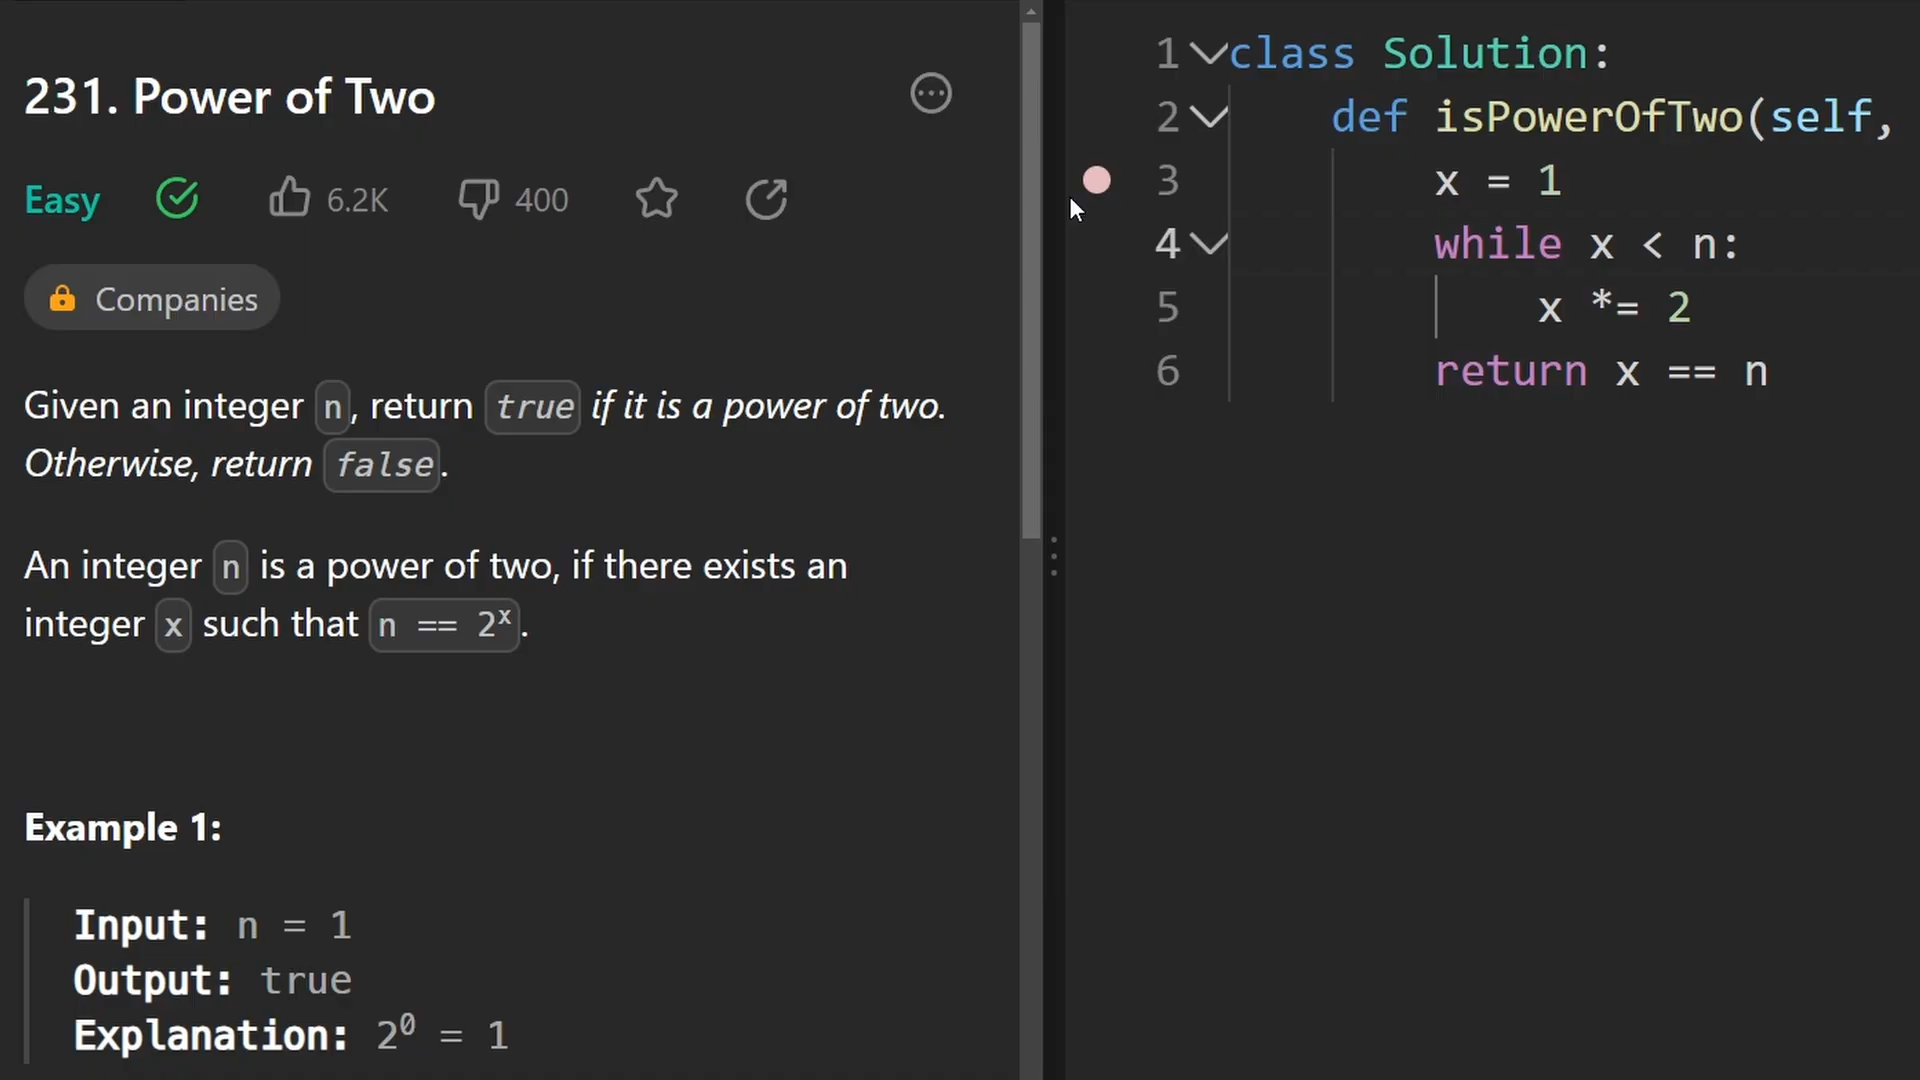 231. Power of Two
Easy 6.2K 400
Companies
Given an integer n, return true if it is a power of two.
Otherwise, return false.
An integer n is a power of two, if there exists an
integer x such that n == 2ˣ.
Example 1:
Input: n = 1
Output: true
Explanation: 2⁰ = 1
1 class Solution:
2 def isPowerOfTwo(self,
3 x = 1
4 while x < n:
5 x *= 2
6 return x == n